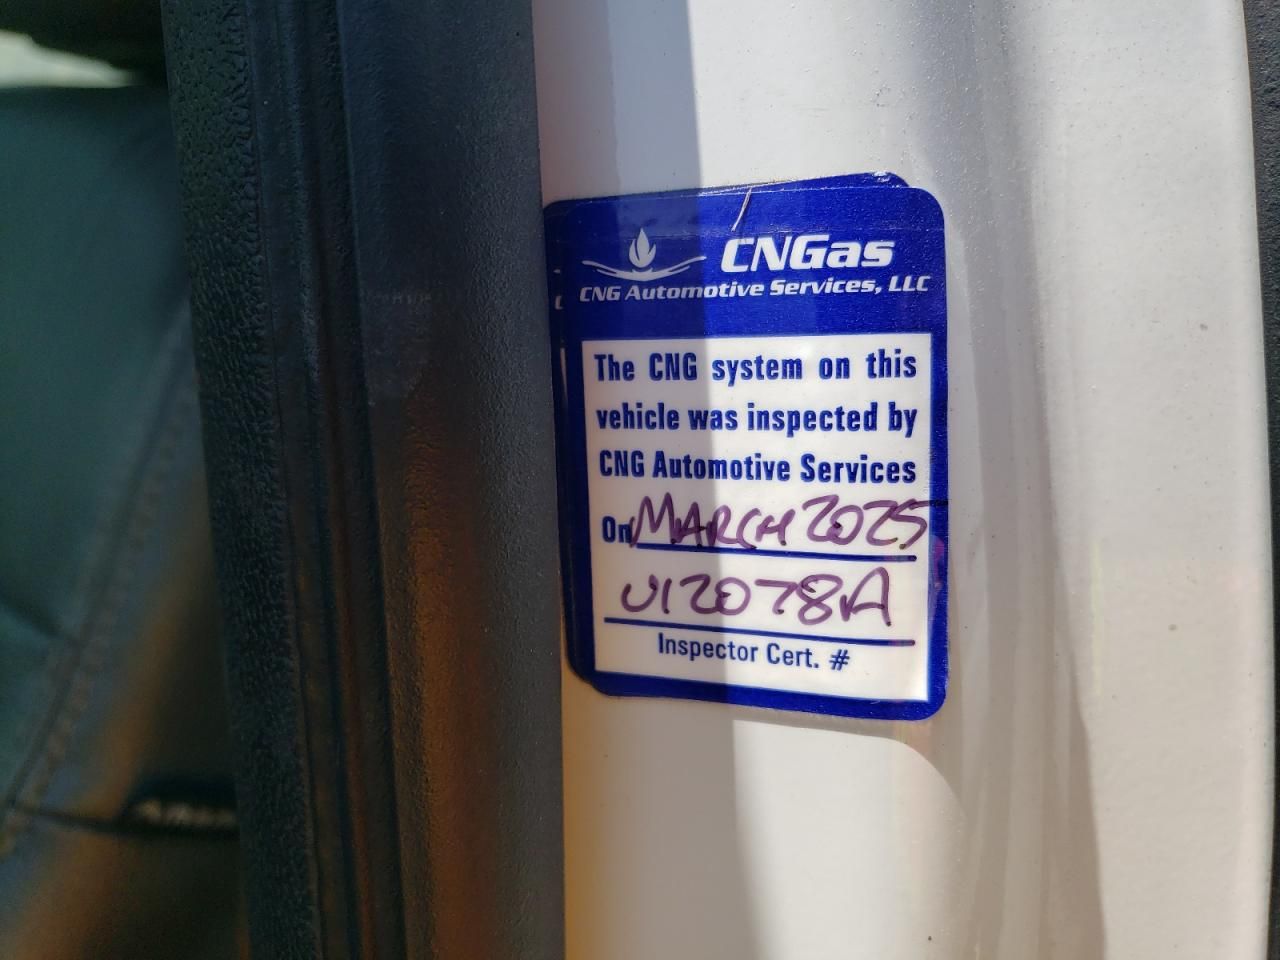 CNGas
CNG Automotive Services, LLC
The CNG system on this
vehicle was inspected by
CNG Automotive Services
On MARCH 2025
U12078A
Inspector Cert. #